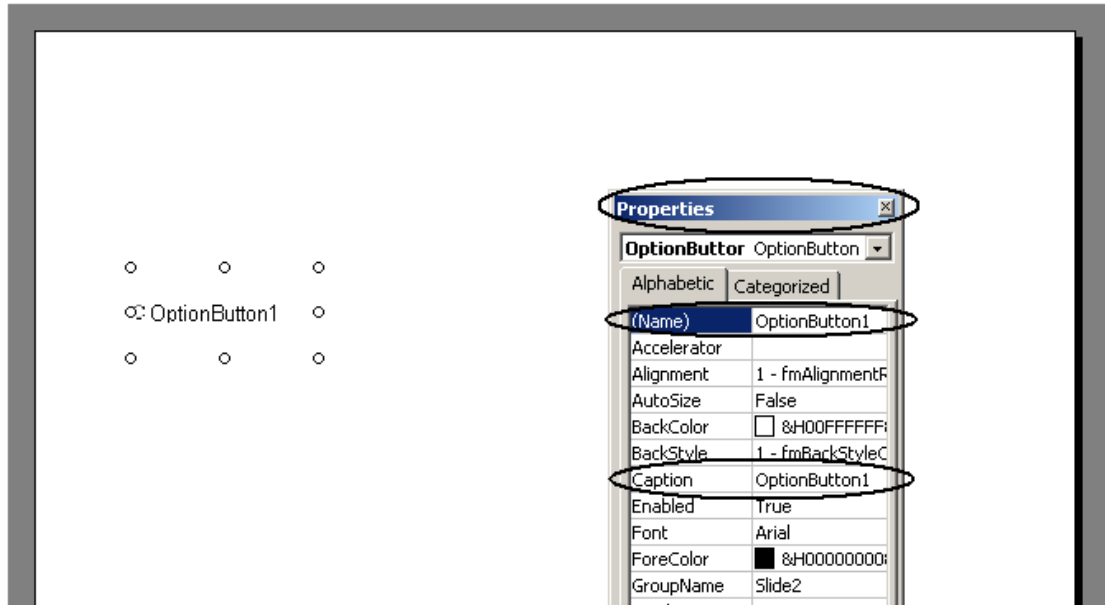 Properties
OptionButtor OptionButton
Alphabetic Categorized
OptionButton1
(Name) OptionButton1
Accelerator
Alignment 1 - fmAlignmentR
AutoSize False
BackColor &H00FFFFFF
BackStyle 1 - fmBackStyleC
Caption OptionButton1
Enabled True
Font Arial
ForeColor &H00000000
GroupName Slide2